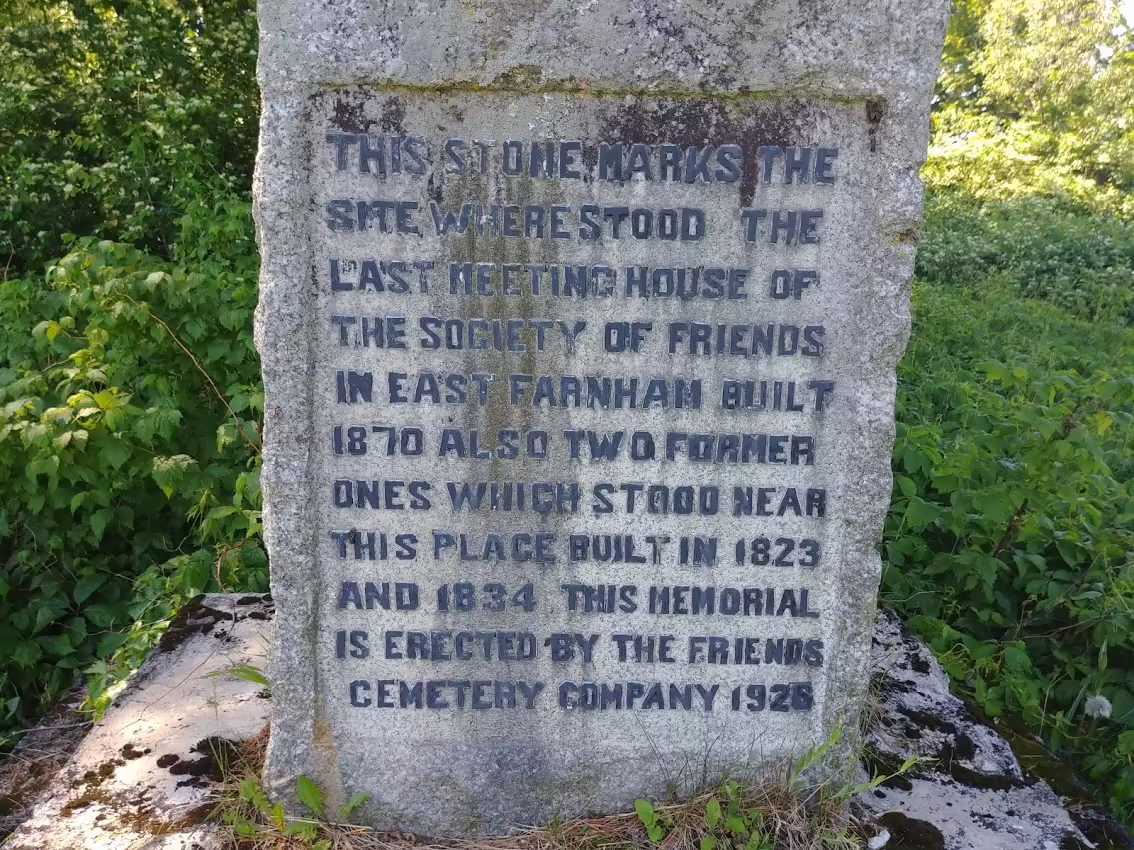 THIS STONE MARKS THE
SITE WHERE STOOD THE
LAST MEETING HOUSE OF
THE SOCIETY OF FRIENDS
IN EAST FARNHAM BUILT
1870 ALSO TWO FORMER
ONES WHICH STOOD NEAR
THIS PLACE BUILT IN 1823
AND 1834 THIS MEMORIAL
IS ERECTED BY THE FRIENDS
CEMETERY COMPANY 1926